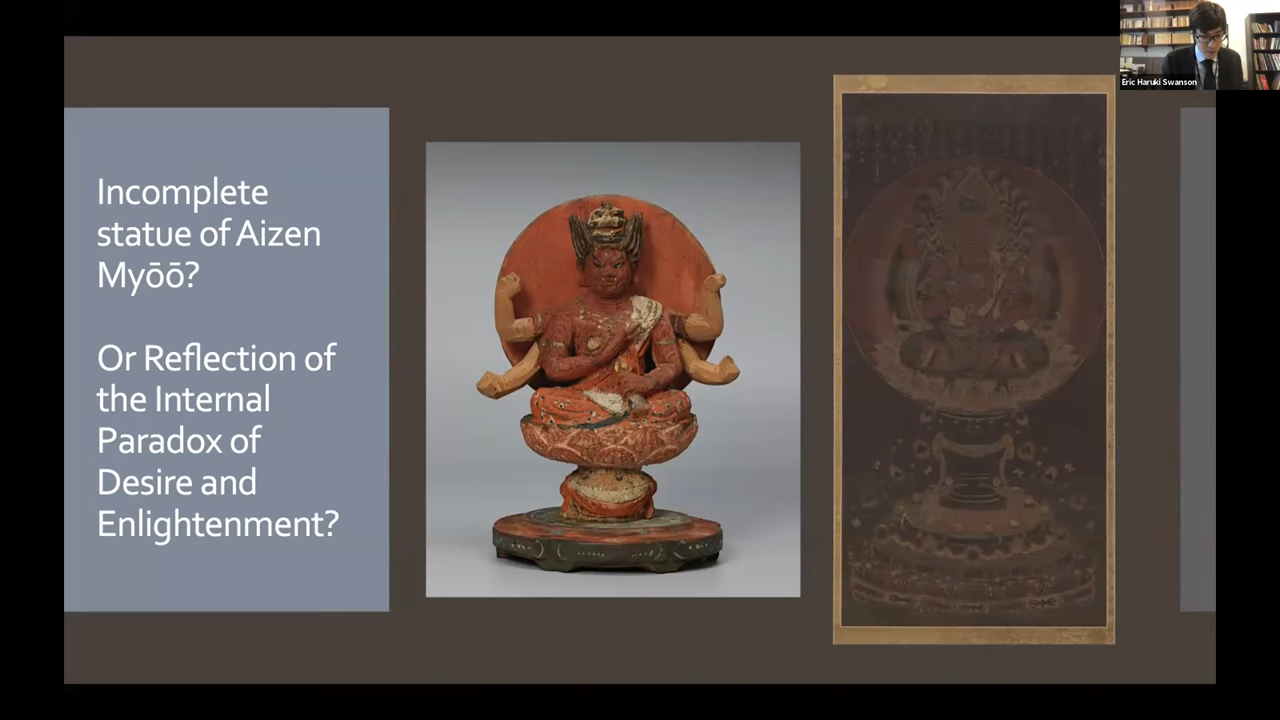 Incomplete
statue of Aizen
Myōō?
Or Reflection of
the Internal
Paradox of
Desire and
Enlightenment?
Eric Haruki Swanson